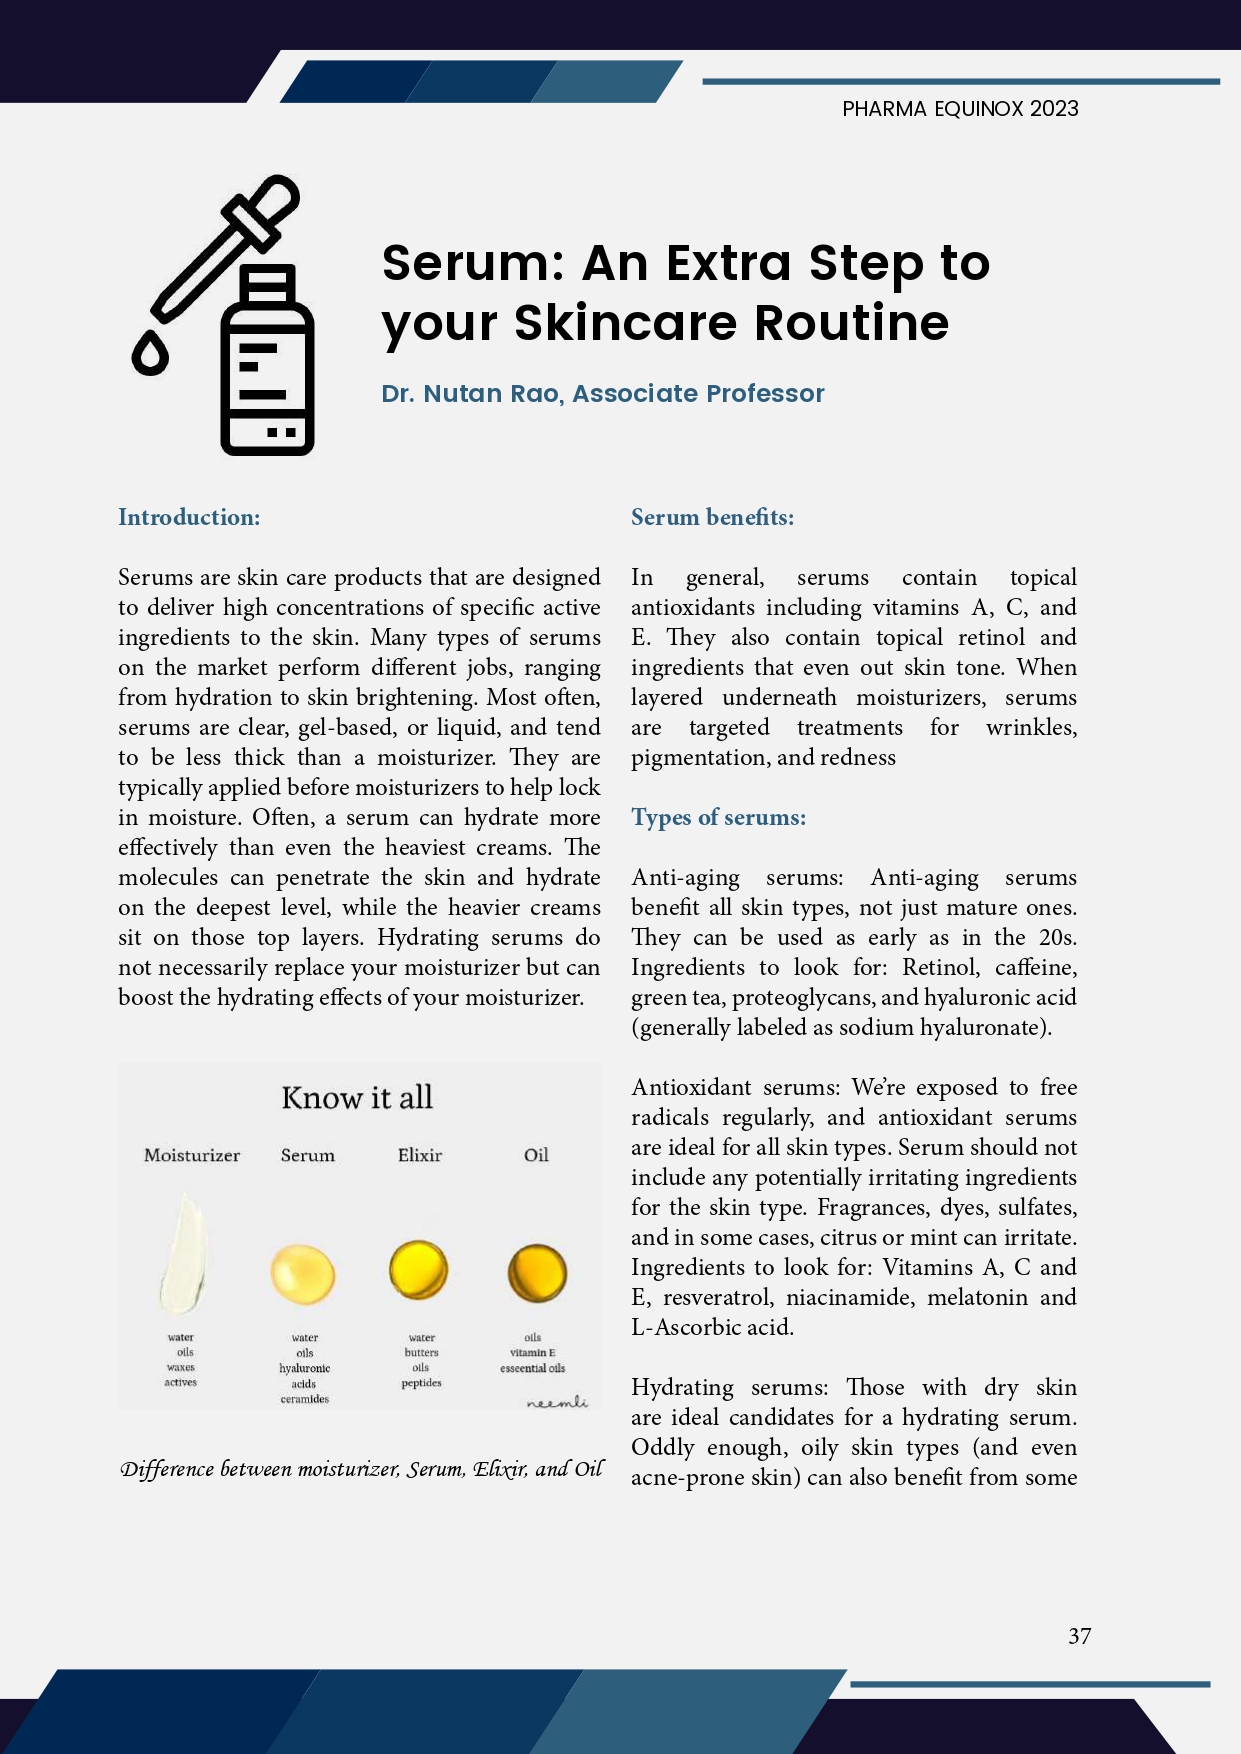 PHARMA EQUINOX 2023
Serum: An Extra Step to
your Skincare Routine
Dr. Nutan Rao, Associate Professor
Introduction:
Serums are skin care products that are designed
to deliver high concentrations of specific active
ingredients to the skin. Many types of serums
on the market perform different jobs, ranging
from hydration to skin brightening. Most often,
serums are clear, gel-based, or liquid, and tend
to be less thick than a moisturizer. They are
typically applied before moisturizers to help lock
in moisture. Often, a serum can hydrate more
effectively than even the heaviest creams. The
molecules can penetrate the skin and hydrate
on the deepest level, while the heavier creams
sit on those top layers. Hydrating serums do
not necessarily replace your moisturizer but can
boost the hydrating effects of your moisturizer.
Know it all
Moisturizer Serum Elixir Oil
water water water oils
oils oils butters vitamin E
waxes hyaluronic oils esseential oils
actives acids peptides
ceramides
neemli
Difference between moisturizer, Serum, Elixir, and Oil
Serum benefits:
In general, serums contain topical
antioxidants including vitamins A, C, and
E. They also contain topical retinol and
ingredients that even out skin tone. When
layered underneath moisturizers, serums
are targeted treatments for wrinkles,
pigmentation, and redness
Types of serums:
Anti-aging serums: Anti-aging serums
benefit all skin types, not just mature ones.
They can be used as early as in the 20s.
Ingredients to look for: Retinol, caffeine,
green tea, proteoglycans, and hyaluronic acid
(generally labeled as sodium hyaluronate).
Antioxidant serums: We’re exposed to free
radicals regularly, and antioxidant serums
are ideal for all skin types. Serum should not
include any potentially irritating ingredients
for the skin type. Fragrances, dyes, sulfates,
and in some cases, citrus or mint can irritate.
Ingredients to look for: Vitamins A, C and
E, resveratrol, niacinamide, melatonin and
L-Ascorbic acid.
Hydrating serums: Those with dry skin
are ideal candidates for a hydrating serum.
Oddly enough, oily skin types (and even
acne-prone skin) can also benefit from some
37